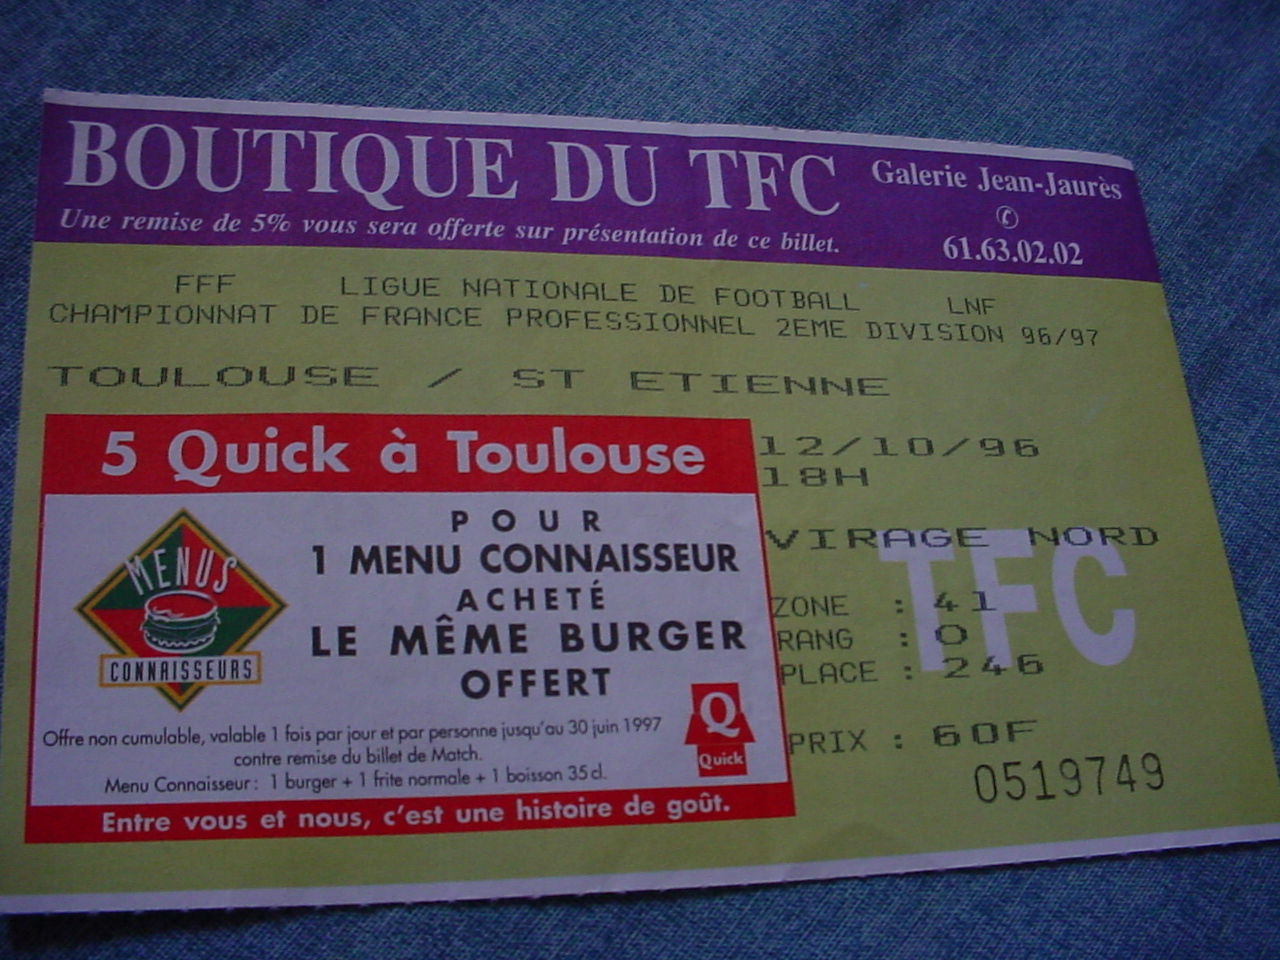 BOUTIQUE DU TFC
Une remise de 5% vous sera offerte sur présentation de ce billet.
Galerie Jean-Jaurès
✆
61.63.02.02
FFF LIGUE NATIONALE DE FOOTBALL LNF
CHAMPIONNAT DE FRANCE PROFESSIONNEL 2EME DIVISION 96/97
TOULOUSE / ST ETIENNE
5 Quick à Toulouse
MENUS
CONNAISSEURS
POUR
1 MENU CONNAISSEUR
ACHETÉ
LE MÊME BURGER
OFFERT
Offre non cumulable, valable 1 fois par jour et par personne jusqu'au 30 juin 1997
contre remise du billet de Match.
Menu Connaisseur : 1 burger + 1 frite normale + 1 boisson 35 cl.
Q
Quick
Entre vous et nous, c'est une histoire de goût.
12/10/96
18H
VIRAGE NORD
TFC
ZONE : 41
RANG : 0
PLACE : 246
PRIX : 60F
0519749